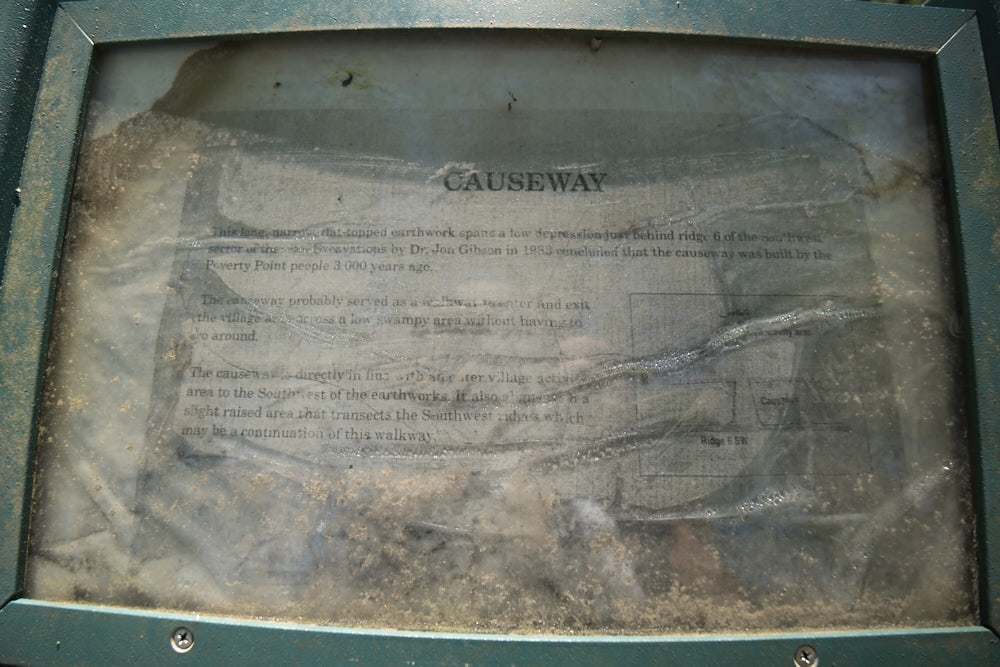 CAUSEWAY
This long, narrow, flat-topped earthwork spans a low depression just behind ridge 6 of the Southwest
sector of the Excavations by Dr. Jon Gibson in 1983 concluded that the causeway was built by the
Poverty Point people 3,000 years ago.
The causeway probably served as a walkway to enter and exit
the village across a low swampy area without having to
go around.
The causeway is directly in line with village
area to the Southwest of the earthworks. It also a
slight raised area that transects the Southwest ridges which
may be a continuation of this walkway.
Causeway
Ridge 6 SW